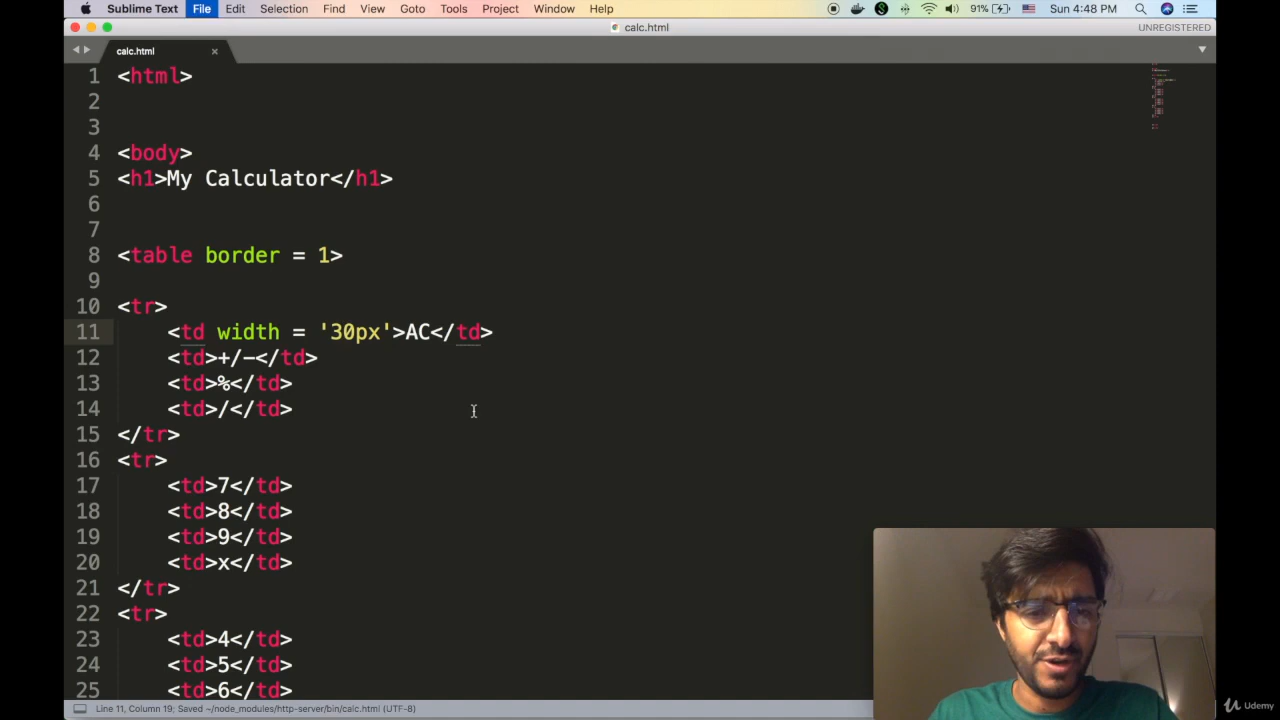 Sublime Text File Edit Selection Find View Goto Tools Project Window Help 91% Sun 4:48 PM
calc.html UNREGISTERED
calc.html ×
1 <html>
2
3
4 <body>
5 <h1>My Calculator</h1>
6
7
8 <table border = 1>
9
10 <tr>
11 <td width = '30px'>AC</td>
12 <td>+/-</td>
13 <td>%</td>
14 <td>/</td>
15 </tr>
16 <tr>
17 <td>7</td>
18 <td>8</td>
19 <td>9</td>
20 <td>x</td>
21 </tr>
22 <tr>
23 <td>4</td>
24 <td>5</td>
25 <td>6</td>
Line 11, Column 19; Saved ~/node_modules/http-server/bin/calc.html (UTF-8)
Udemy